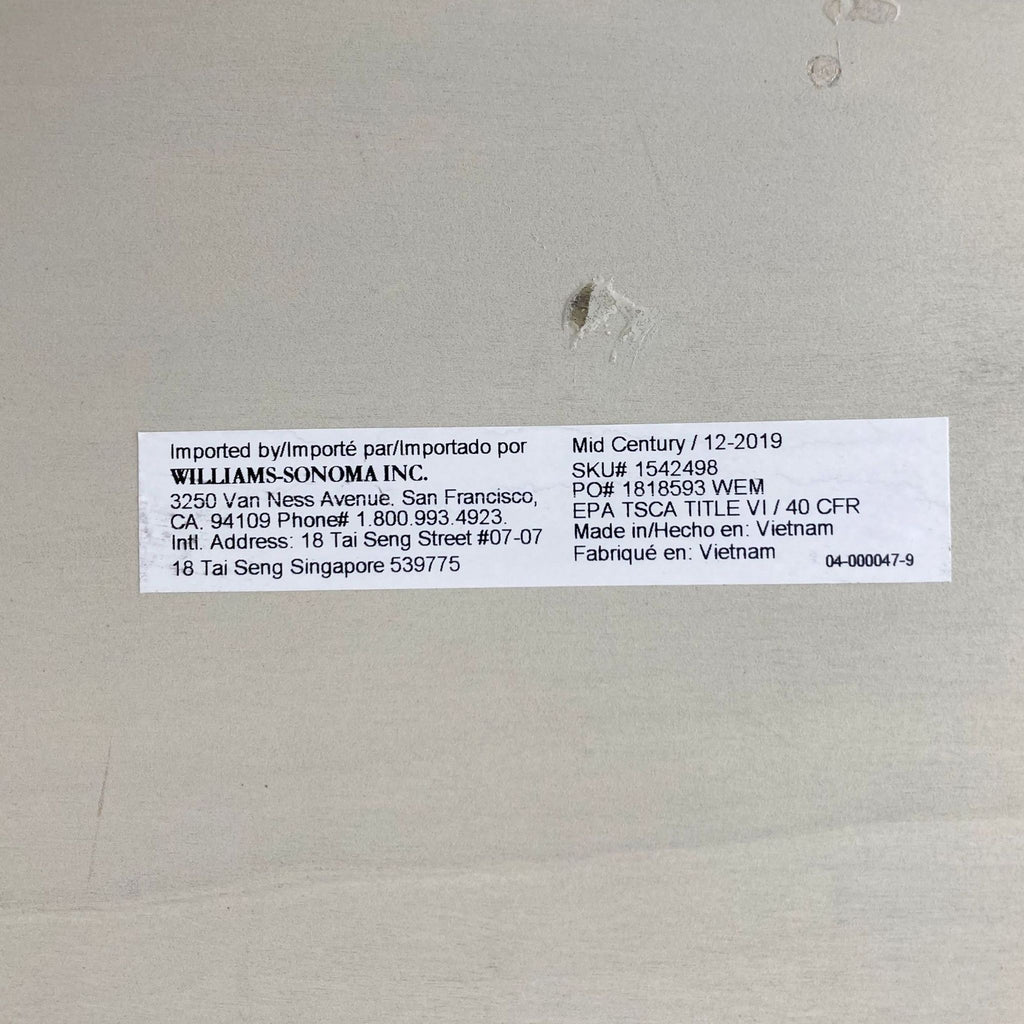 Imported by/Importé par/Importado por
WILLIAMS-SONOMA INC.
3250 Van Ness Avenue. San Francisco,
CA. 94109 Phone# 1.800.993.4923.
Intl. Address: 18 Tai Seng Street #07-07
18 Tai Seng Singapore 539775
Mid Century / 12-2019
SKU# 1542498
PO# 1818593 WEM
EPA TSCA TITLE VI / 40 CFR
Made in/Hecho en: Vietnam
Fabriqué en: Vietnam
04-000047-9